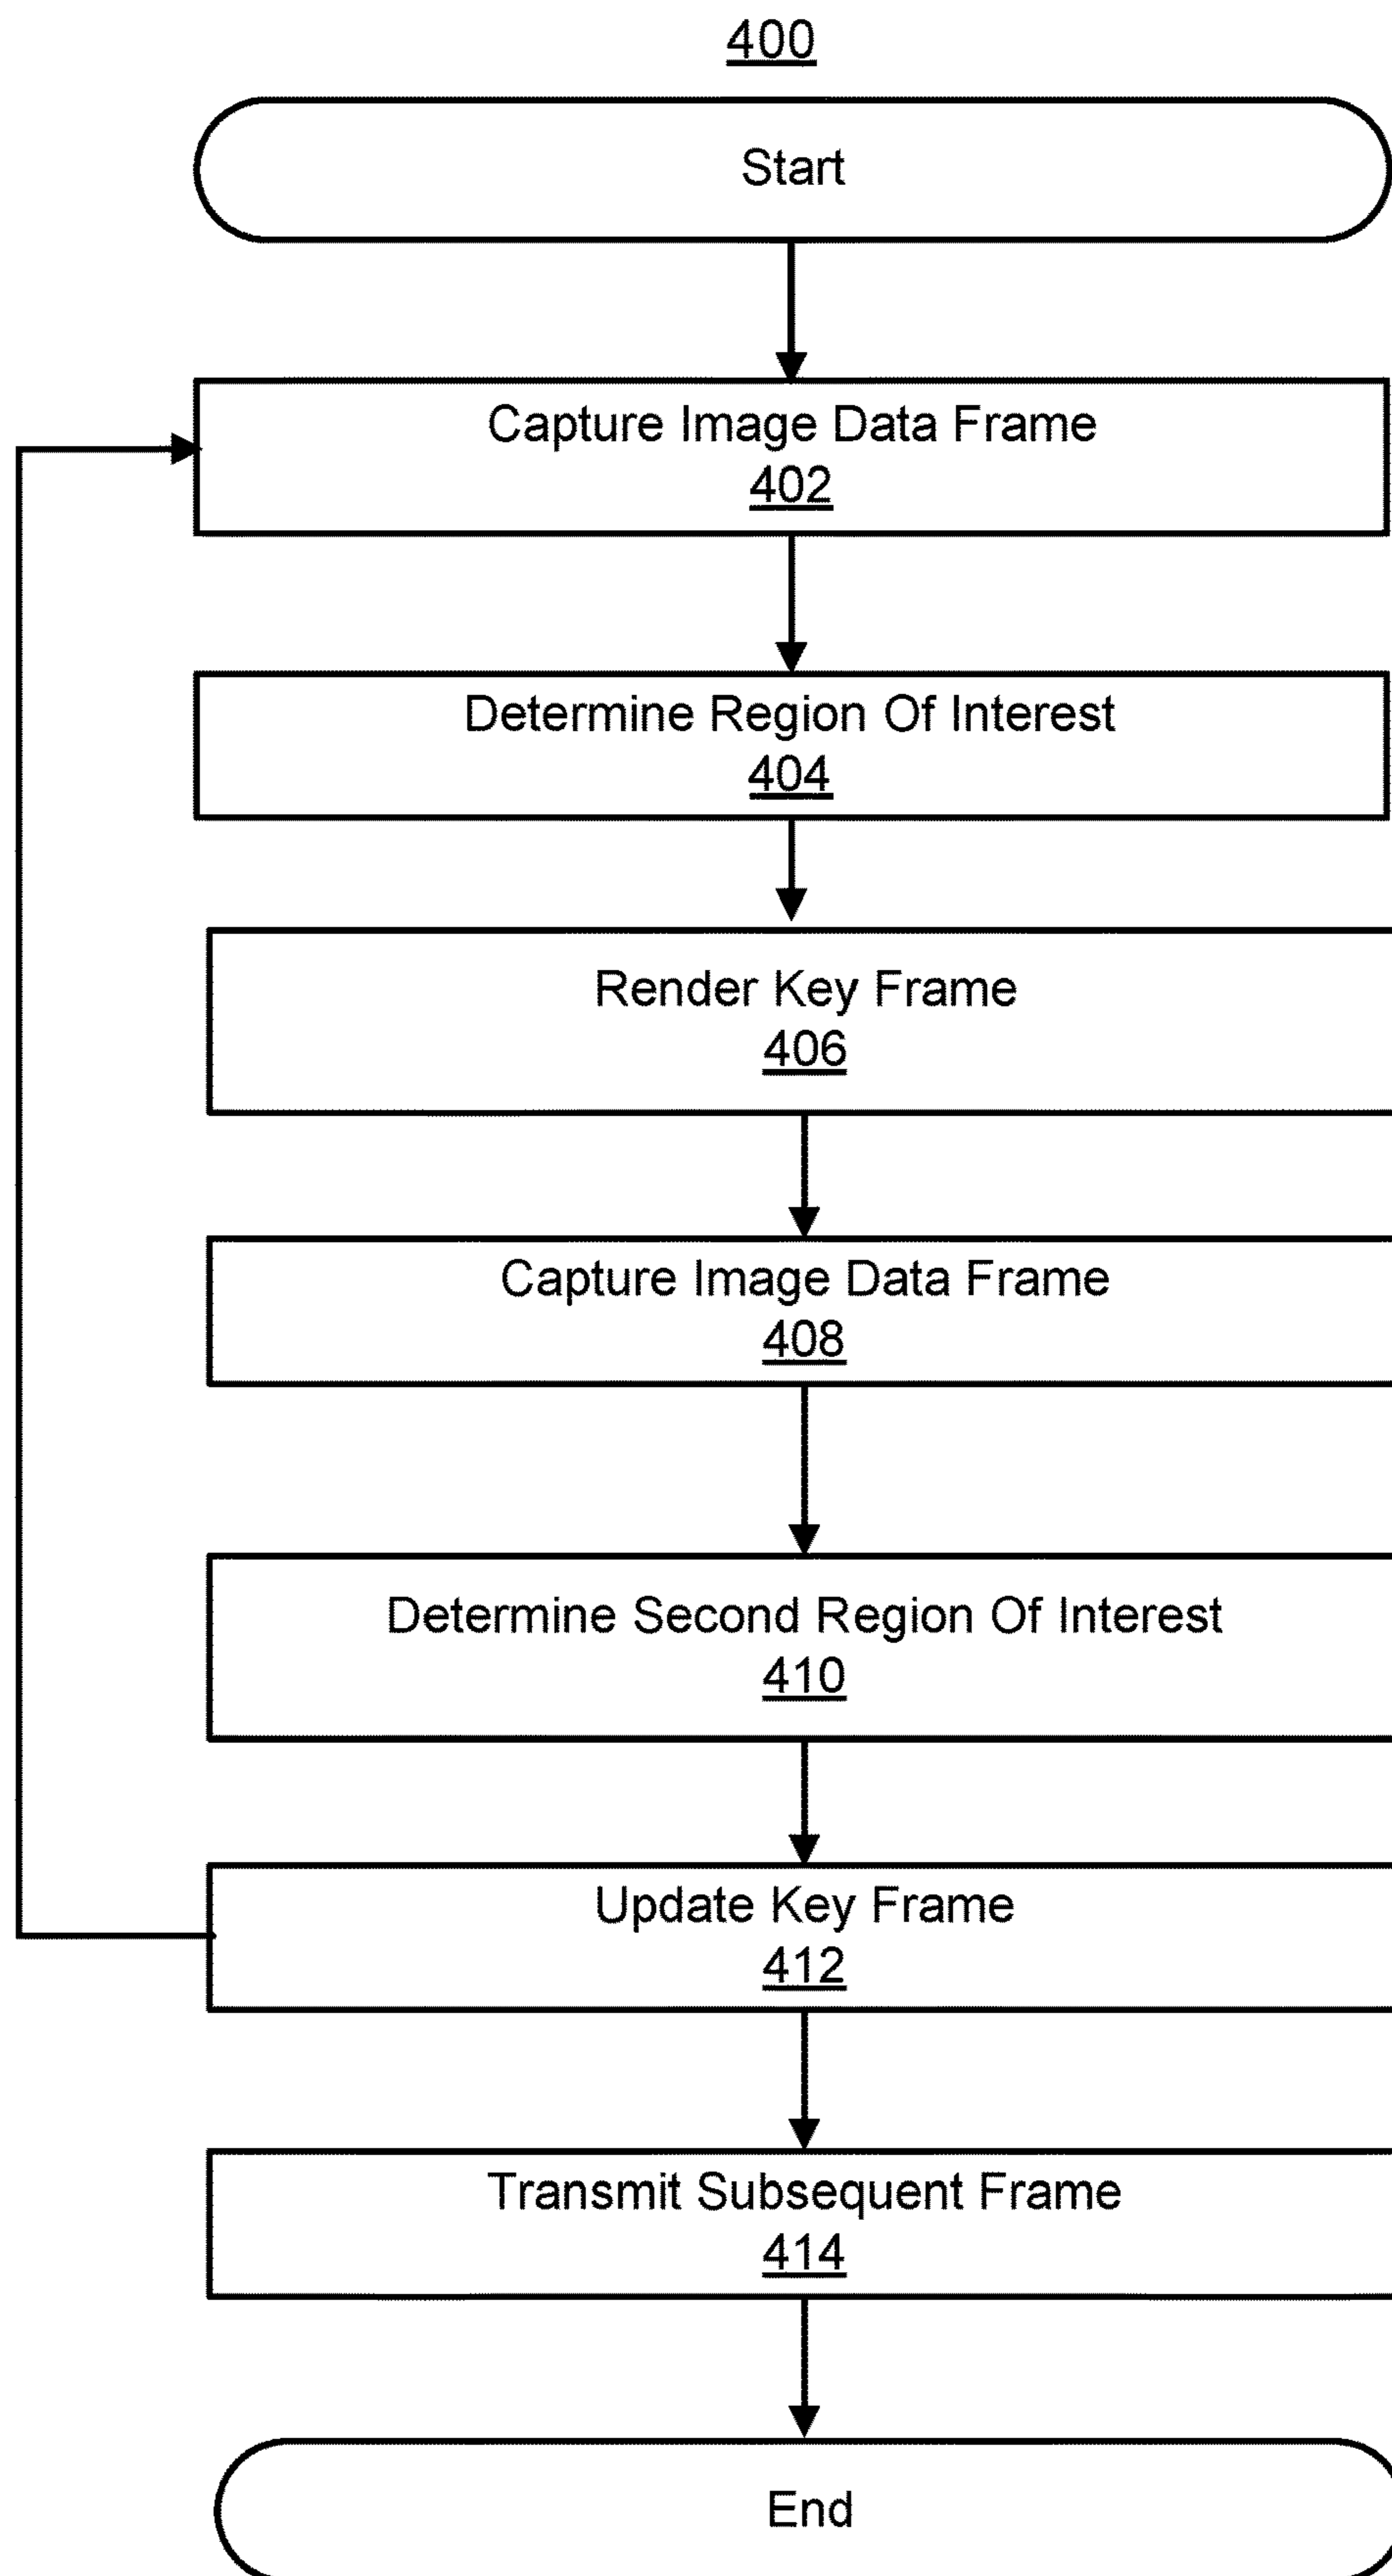 400
Start
Capture Image Data Frame
402
Determine Region Of Interest
404
Render Key Frame
406
Capture Image Data Frame
408
Determine Second Region Of Interest
410
Update Key Frame
412
Transmit Subsequent Frame
414
End